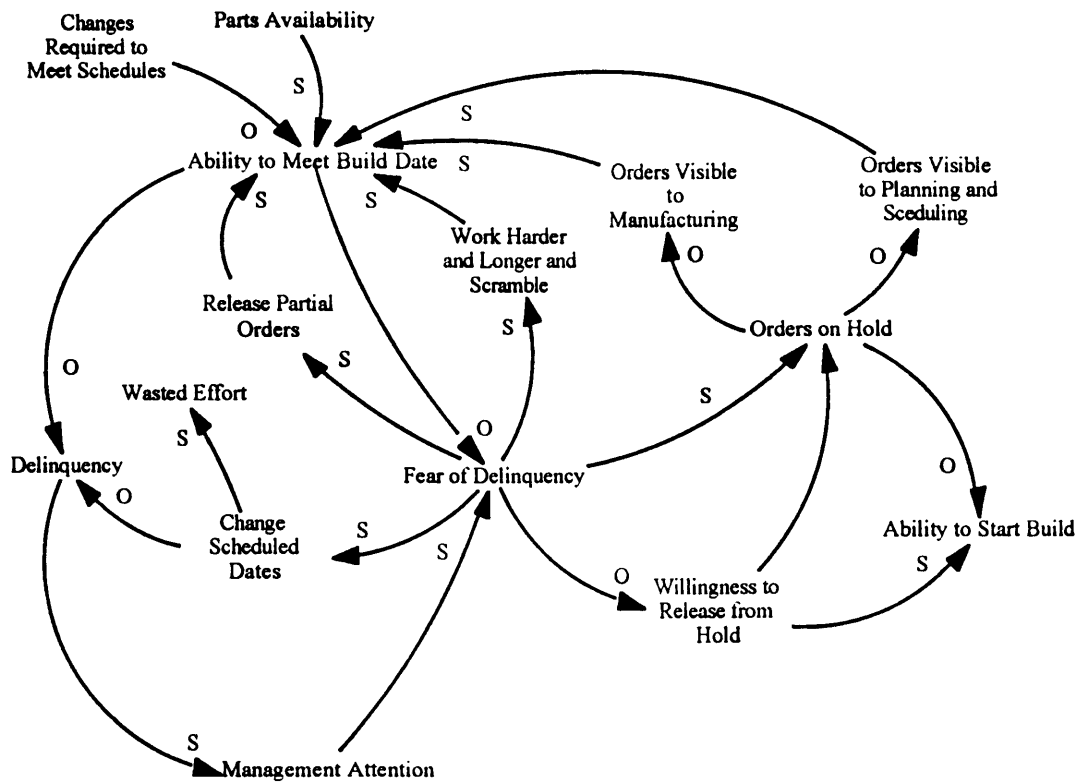 Changes
Required to
Meet Schedules
Parts Availability
S
S
O
Ability to Meet Build Date
S
S
S
Orders Visible
to
Manufacturing
Orders Visible
to Planning and
Sceduling
Work Harder
and Longer and
Scramble
O
O
Release Partial
Orders
S
Orders on Hold
S
O
Wasted Effort
S
S
O
Delinquency
Fear of Delinquency
O
O
Change
Scheduled
Dates
S
S
Ability to Start Build
S
O
Willingness to
Release from
Hold
S
Management Attention